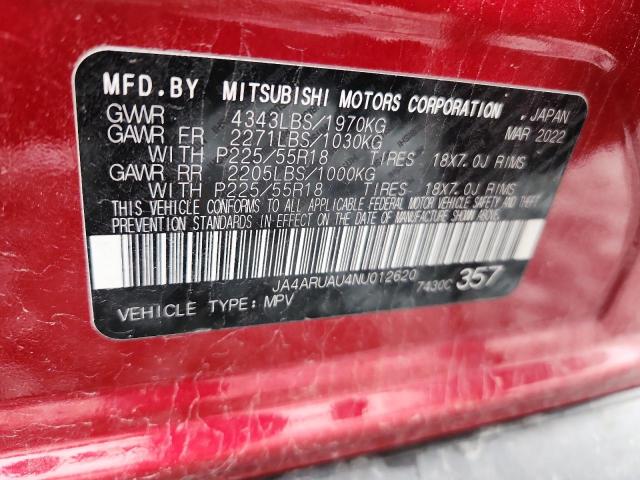 MFD.BY MITSUBISHI MOTORS CORPORATION, JAPAN
GVWR 4343LBS/1970KG MAR 2022
GAWR FR 2271LBS/1030KG
WITH P225/55R18 TIRES 18X7.0J RIMS
GAWR RR 2205LBS/1000KG
WITH P225/55R18 TIRES 18X7.0J RIMS
THIS VEHICLE CONFORMS TO ALL APPLICABLE FEDERAL MOTOR VEHICLE SAFETY AND THEFT
PREVENTION STANDARDS IN EFFECT ON THE DATE OF MANUFACTURE SHOWN ABOVE.
JA4ARUAU4NU012620 7430C 357
VEHICLE TYPE: MPV